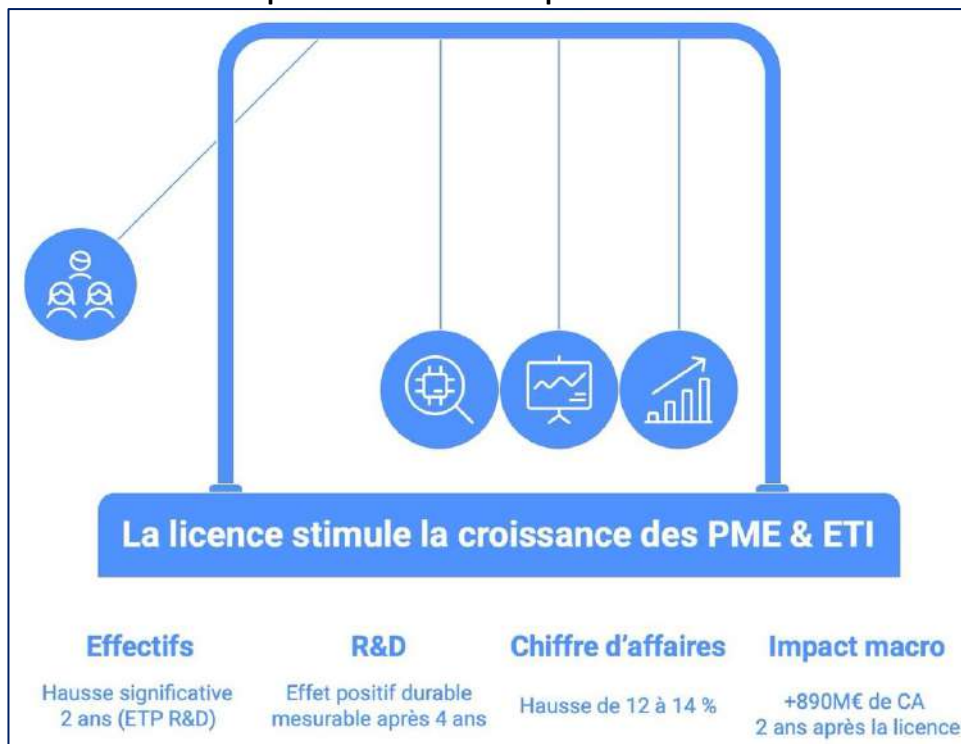 La licence stimule la croissance des PME & ETI
Effectifs
Hausse significative
2 ans (ETP R&D)
R&D
Effet positif durable
mesurable après 4 ans
Chiffre d'affaires
Hausse de 12 à 14 %
Impact macro
+890M€ de CA
2 ans après la licence